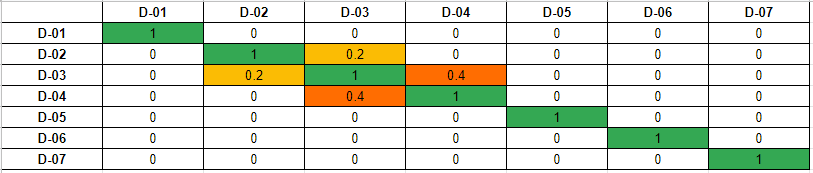 D-01 D-02 D-03 D-04 D-05 D-06 D-07
D-01 1 0 0 0 0 0 0
D-02 0 1 0.2 0 0 0 0
D-03 0 0.2 1 0.4 0 0 0
D-04 0 0 0.4 1 0 0 0
D-05 0 0 0 0 1 0 0
D-06 0 0 0 0 0 1 0
D-07 0 0 0 0 0 0 1